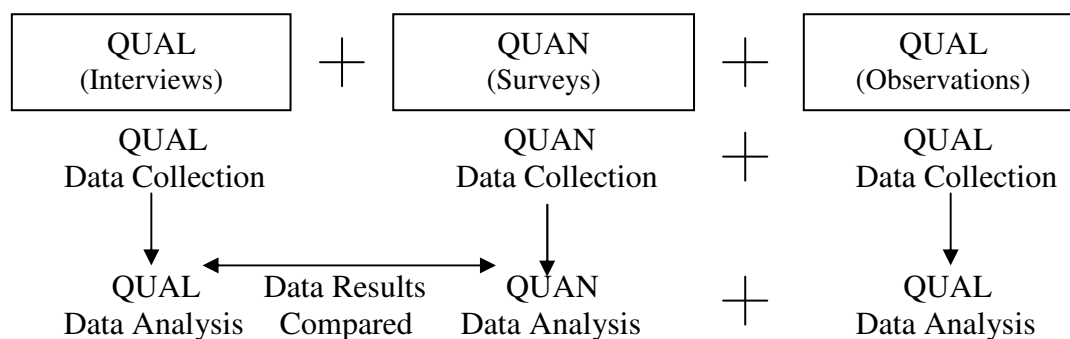 QUAL
(Interviews)
+
QUAN
(Surveys)
+
QUAL
(Observations)
QUAL
Data Collection
QUAN
Data Collection
+
QUAL
Data Collection
QUAL
Data Analysis
Data Results
Compared
QUAN
Data Analysis
+
QUAL
Data Analysis